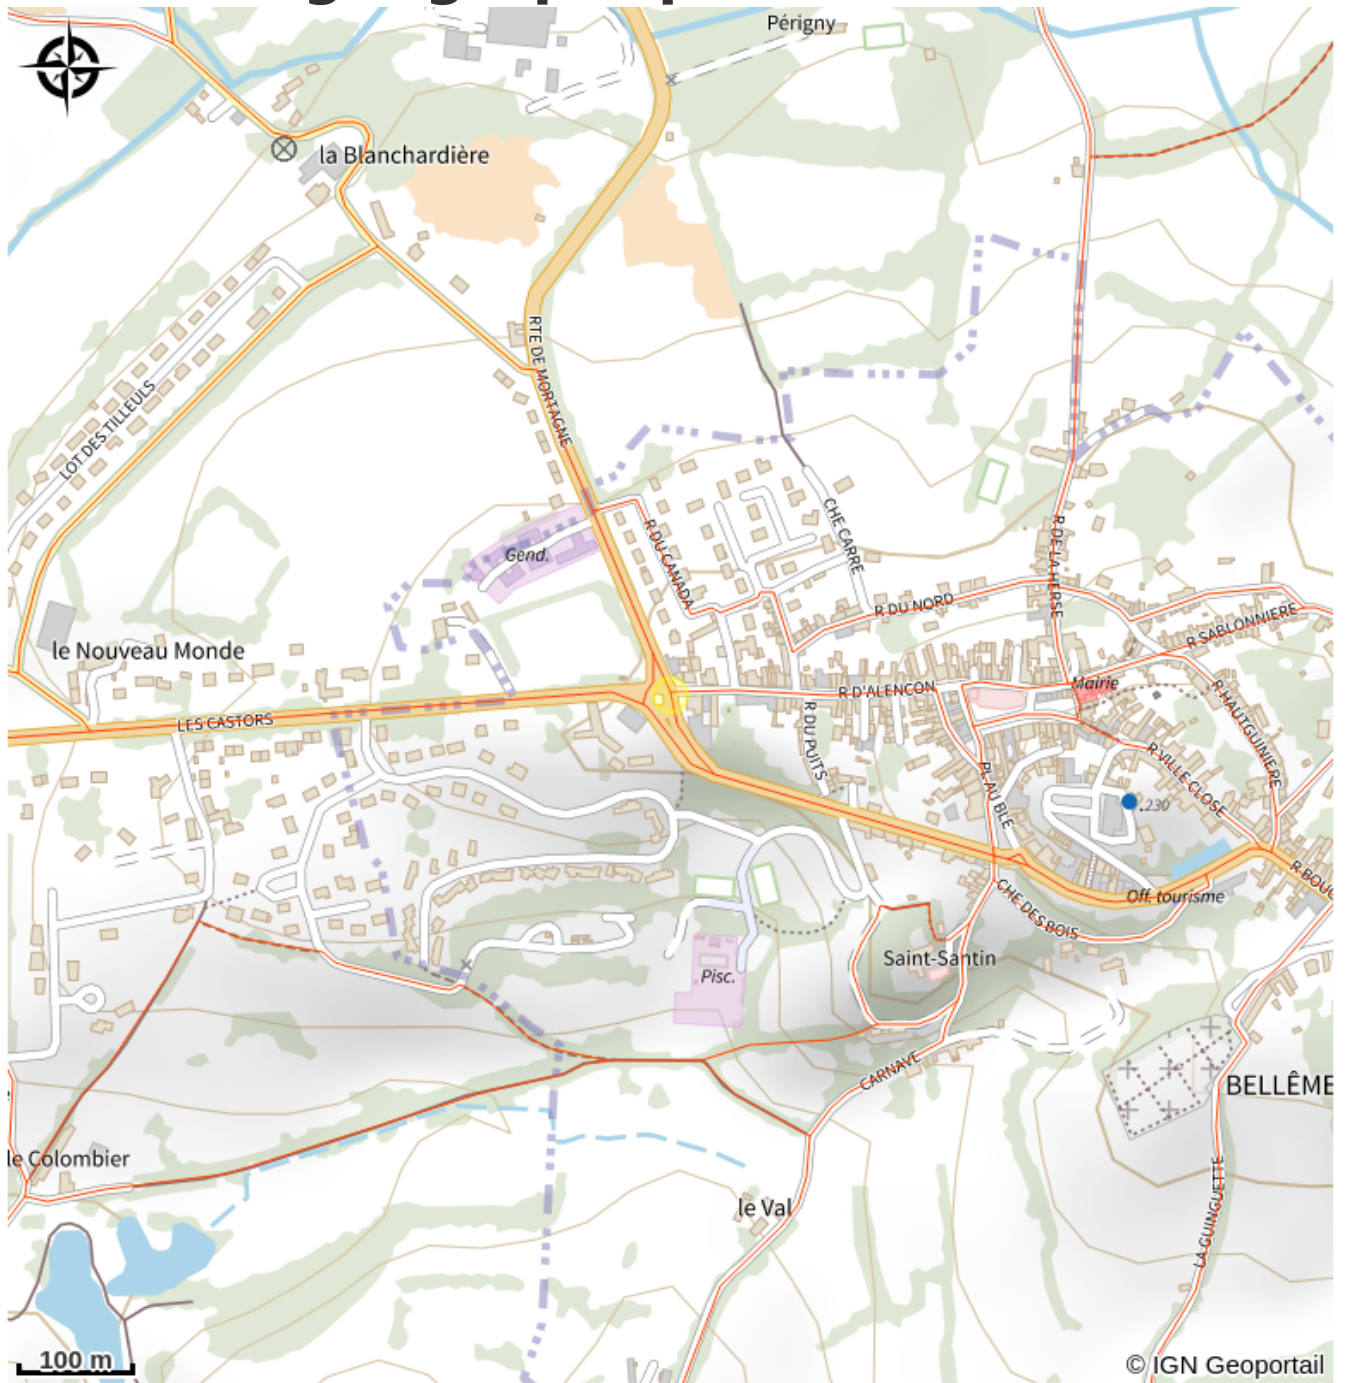 Périgny
la Blanchardière
RTE DE MORTAGNE
LOT DES TILLEULS
CHE CARRE
R DU CANADA
R DE LA HERSE
Gend.
R DU NORD
R SABLONNIERE
le Nouveau Monde
R D'ALENCON
Mairie
R HAUTGUINIERE
LES CASTORS
R DU PUITS
R VILLE CLOSE
PL AU BLE
.230
R BOUC
Off. tourisme
CHE DES BOIS
Saint-Santin
Pisc.
CARNAVE
BELLÊME
le Colombier
le Val
LA GUINGUETTE
100 m
© IGN Geoportail